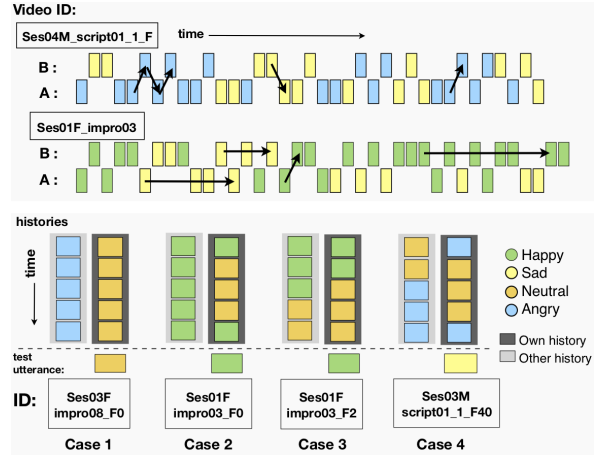 Video ID:
Ses04M_script01_1_F
time
B :
A :
Ses01F_impro03
B :
A :
histories
time
Happy
Sad
Neutral
Angry
Own history
Other history
test
utterance:
ID:
Ses03F
impro08_F0
Ses01F
impro03_F0
Ses01F
impro03_F2
Ses03M
script01_1_F40
Case 1
Case 2
Case 3
Case 4